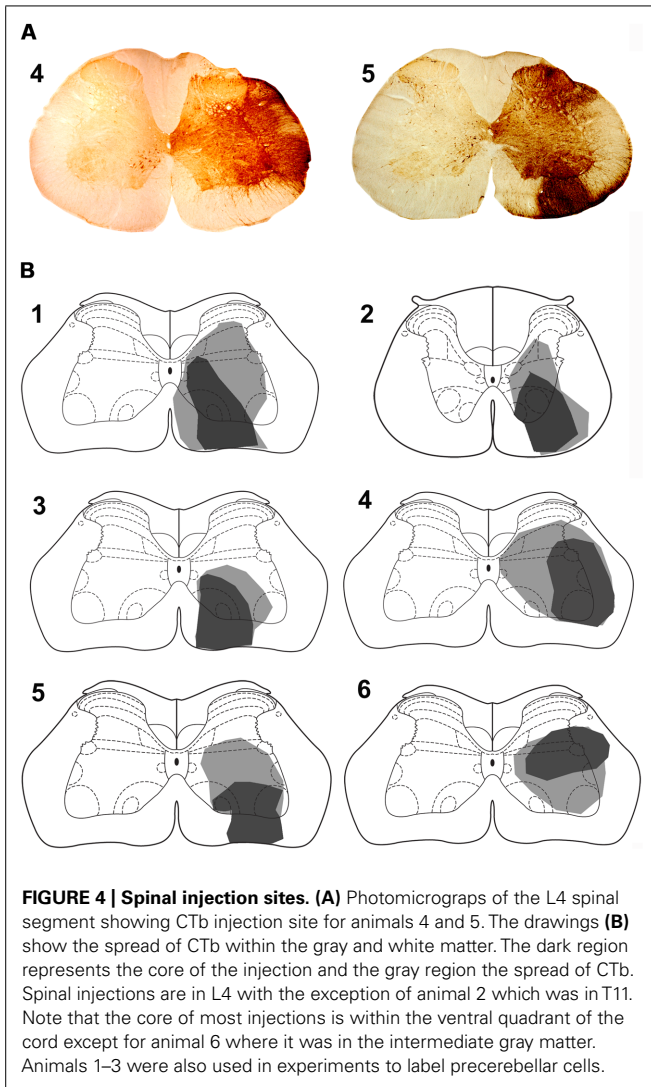 A
4
5
B
1
2
3
4
5
6
FIGURE 4 | Spinal injection sites. (A) Photomicrograps of the L4 spinal
segment showing CTb injection site for animals 4 and 5. The drawings (B)
show the spread of CTb within the gray and white matter. The dark region
represents the core of the injection and the gray region the spread of CTb.
Spinal injections are in L4 with the exception of animal 2 which was in T11.
Note that the core of most injections is within the ventral quadrant of the
cord except for animal 6 where it was in the intermediate gray matter.
Animals 1–3 were also used in experiments to label precerebellar cells.